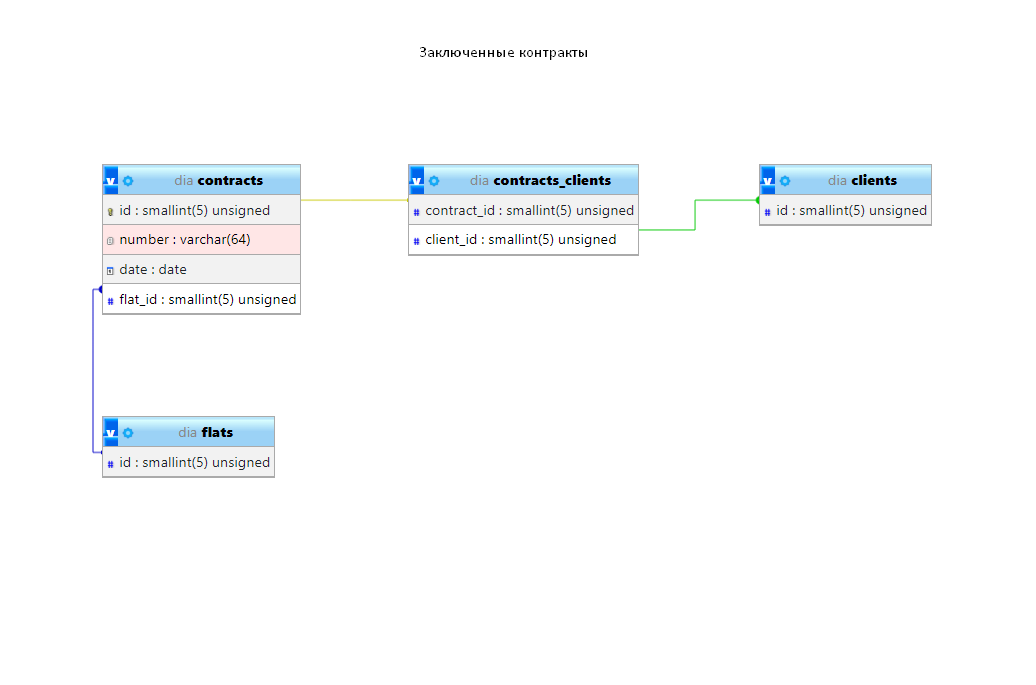 Заключенные контракты
v dia contracts
id : smallint(5) unsigned
number : varchar(64)
date : date
flat_id : smallint(5) unsigned
v dia contracts_clients
# contract_id : smallint(5) unsigned
# client_id : smallint(5) unsigned
v dia clients
# id : smallint(5) unsigned
v dia flats
# id : smallint(5) unsigned